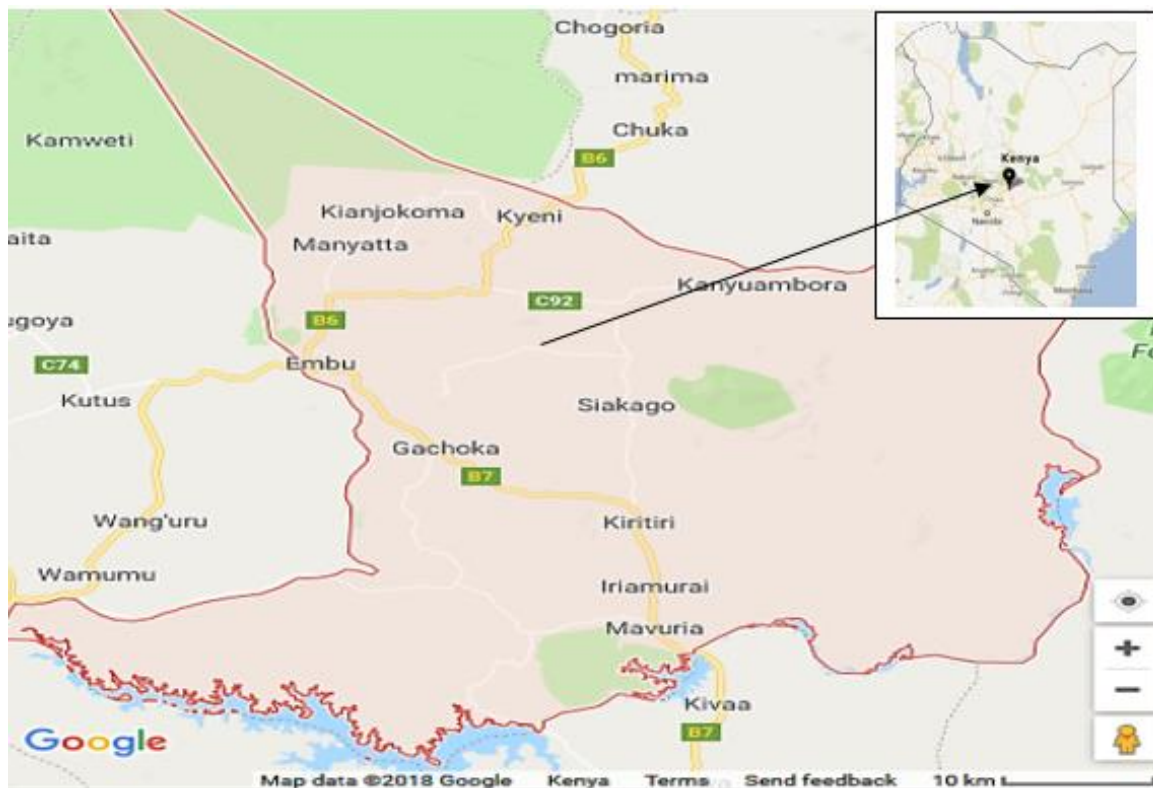 Chogoria
marima
Chuka
Kamweti
B6
Kianjokoma
Kyeni
Manyatta
aita
Kanyuambora
C92
ugoya
B6
C74
Embu
Kutus
Siakago
Gachoka
B7
Wang'uru
Kiritiri
Wamumu
Iriamurai
Mavuria
Kivaa
B7
Google
Map data ©2018 Google Kenya Terms Send feedback 10 km
Kenya
Nairobi